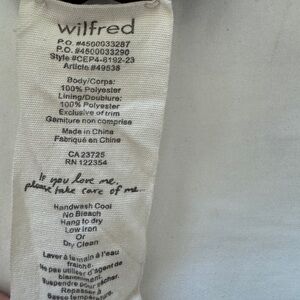 wilfred
P.O. #4500033287
P.O. #4500033290
Style #CEP4-8192-23
Article #49538
Body/Corps:
100% Polyester
Lining/Doublure:
100% Polyester
Exclusive of trim
Garniture non comprise
Made in China
Fabriqué en Chine
CA 23725
RN 122354
If you love me,
please take care of me...
Handwash Cool
No Bleach
Hang to dry
Low Iron
Or
Dry Clean
Laver à la main à l'eau
fraîche.
Ne pas utiliser d'agent de
blanchiment.
Suspendre pour sécher.
Repasser à
basse température.